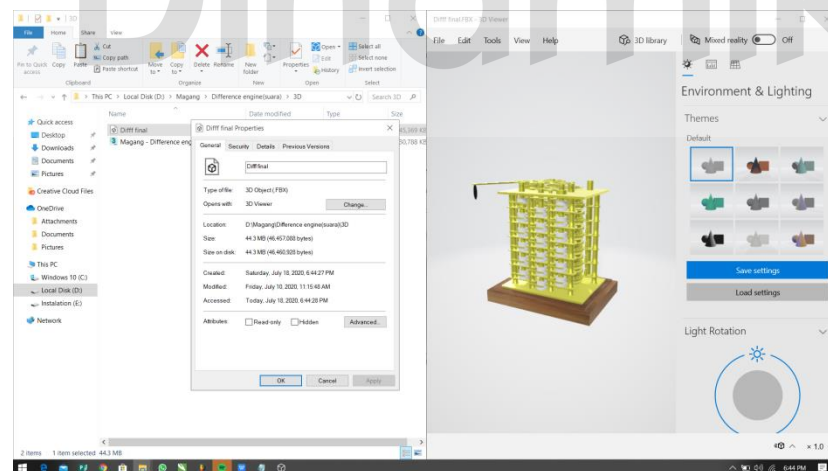 3D
File Home Share View
Pin to Quick access
Copy
Paste
Cut
Copy path
Paste shortcut
Move to
Copy to
Delete
Rename
New folder
Properties
Open
History
Select all
Select none
Invert selection
Clipboard
Organize
New
Open
Select
This PC > Local Disk (D:) > Magang > Difference engine(suara) > 3D
Search 3D
Name Date modified Type Size
Quick access
Desktop
Downloads
Documents
Pictures
Creative Cloud Files
OneDrive
Attachments
Documents
Pictures
This PC
Windows 10 (C:)
Local Disk (D:)
Instalation (E:)
Network
Difff final
Magang - Difference eng
Difff final Properties
General Security Details Previous Versions
Difff final
Type of file: 3D Object (.FBX)
Opens with: 3D Viewer Change...
Location: D:\Magang\Difference engine(suara)\3D
Size: 44.3 MB (46,457,088 bytes)
Size on disk: 44.3 MB (46,460,928 bytes)
Created: Saturday, July 18, 2020, 6:44:27 PM
Modified: Friday, July 10, 2020, 11:15:48 AM
Accessed: Today, July 18, 2020, 6:44:28 PM
Attributes: Read-only Hidden Advanced...
OK Cancel Apply
2 items 1 item selected 44.3 MB
Difff final.FBX - 3D Viewer
File Edit Tools View Help
3D library
Mixed reality Off
Environment & Lighting
Themes
Default
Save settings
Load settings
Light Rotation
× 1.0
6:44 PM